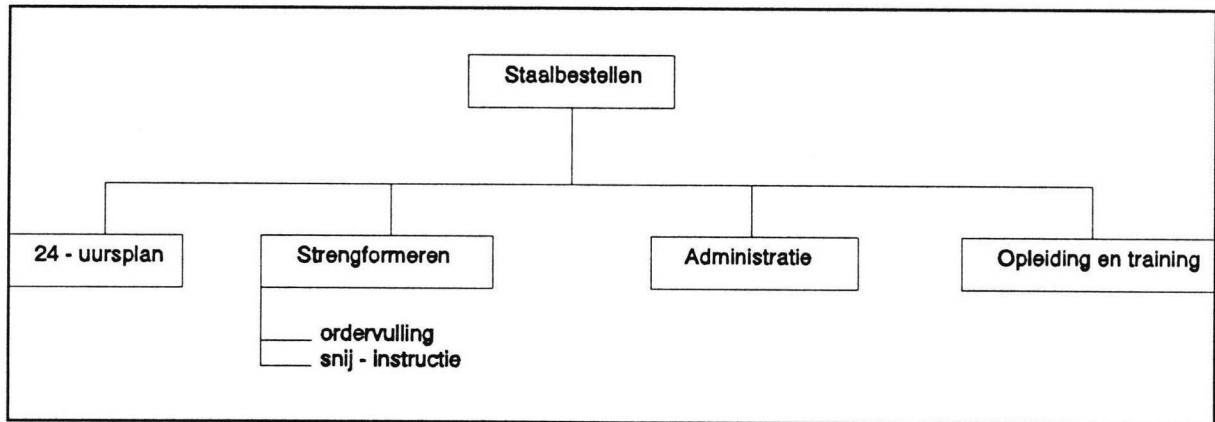 Staalbestellen
24 - uursplan
Strengformeren
Administratie
Opleiding en training
ordervulling
snij - instructie